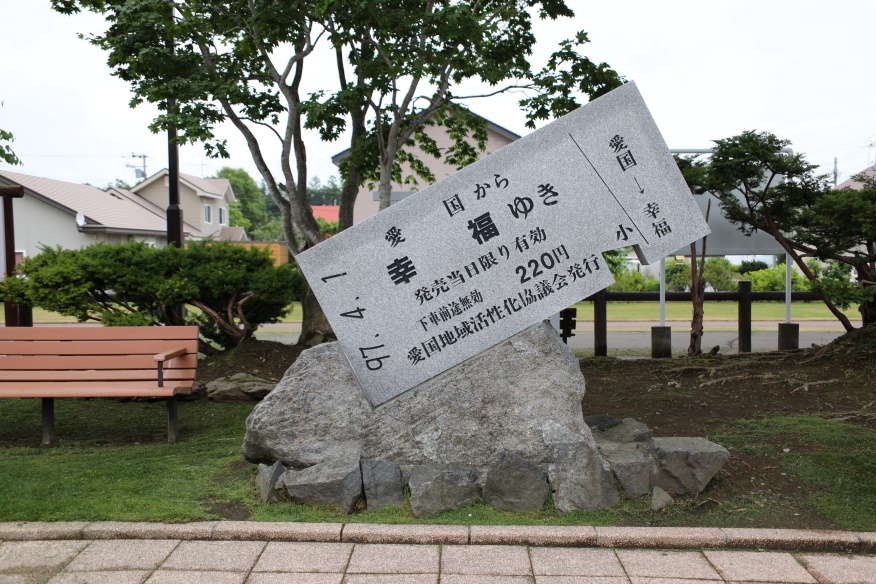 愛国から
幸福ゆき
発売当日限り有効
下車前途無効 220円
愛国地域活性化協議会発行
97.4.1
愛国→幸福
小